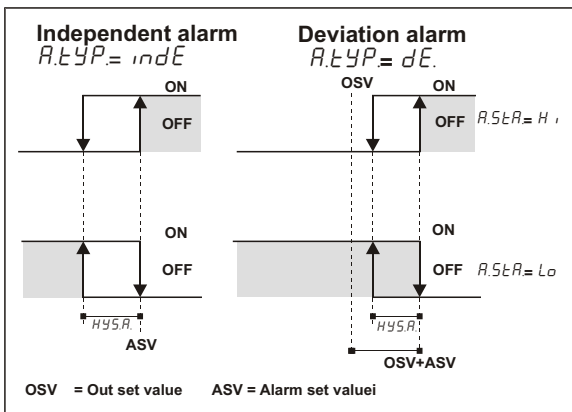 Independent alarm
A.tYP.= indE
Deviation alarm
A.tYP.= dE.
OSV
ON
OFF
ON
OFF
A.StA.= Hi
ON
OFF
ON
OFF
A.StA.= Lo
HYS.A.
HYS.A.
ASV
OSV+ASV
OSV = Out set value ASV = Alarm set valuei